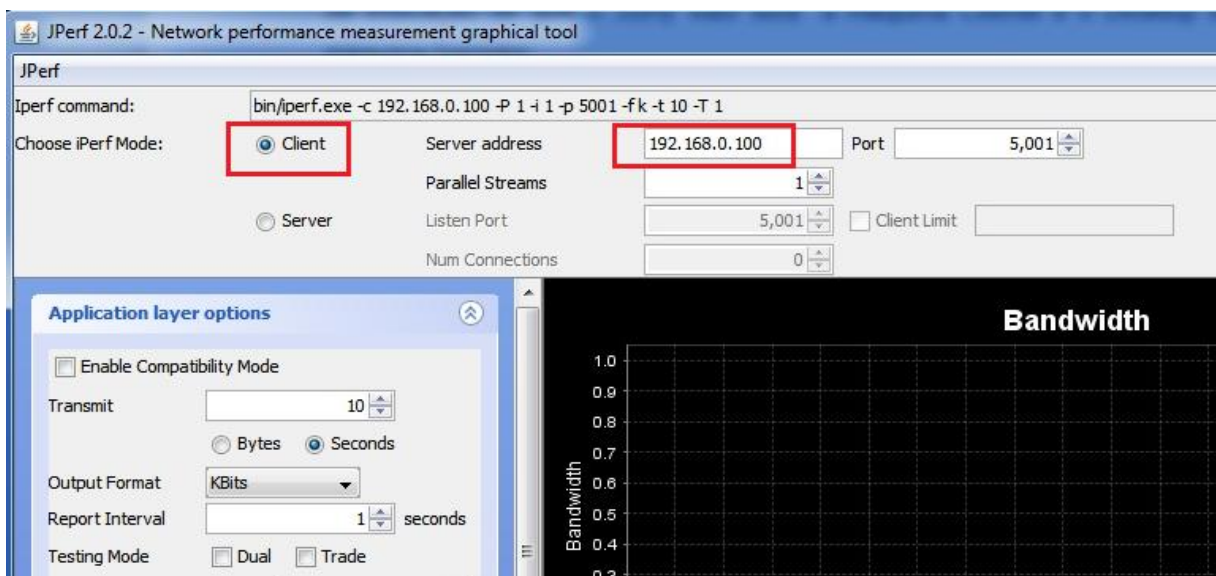 JPerf 2.0.2 - Network performance measurement graphical tool
JPerf
Iperf command: bin/iperf.exe -c 192.168.0.100 -P 1 -i 1 -p 5001 -f k -t 10 -T 1
Choose iPerf Mode: Client Server address 192.168.0.100 Port 5,001
Parallel Streams 1
Server Listen Port 5,001 Client Limit
Num Connections 0
Application layer options
Enable Compatibility Mode
Transmit 10
Bytes Seconds
Output Format KBits
Report Interval 1 seconds
Testing Mode Dual Trade
Bandwidth
1.0
0.9
0.8
0.7
0.6
0.5
0.4
0.3
Bandwidth